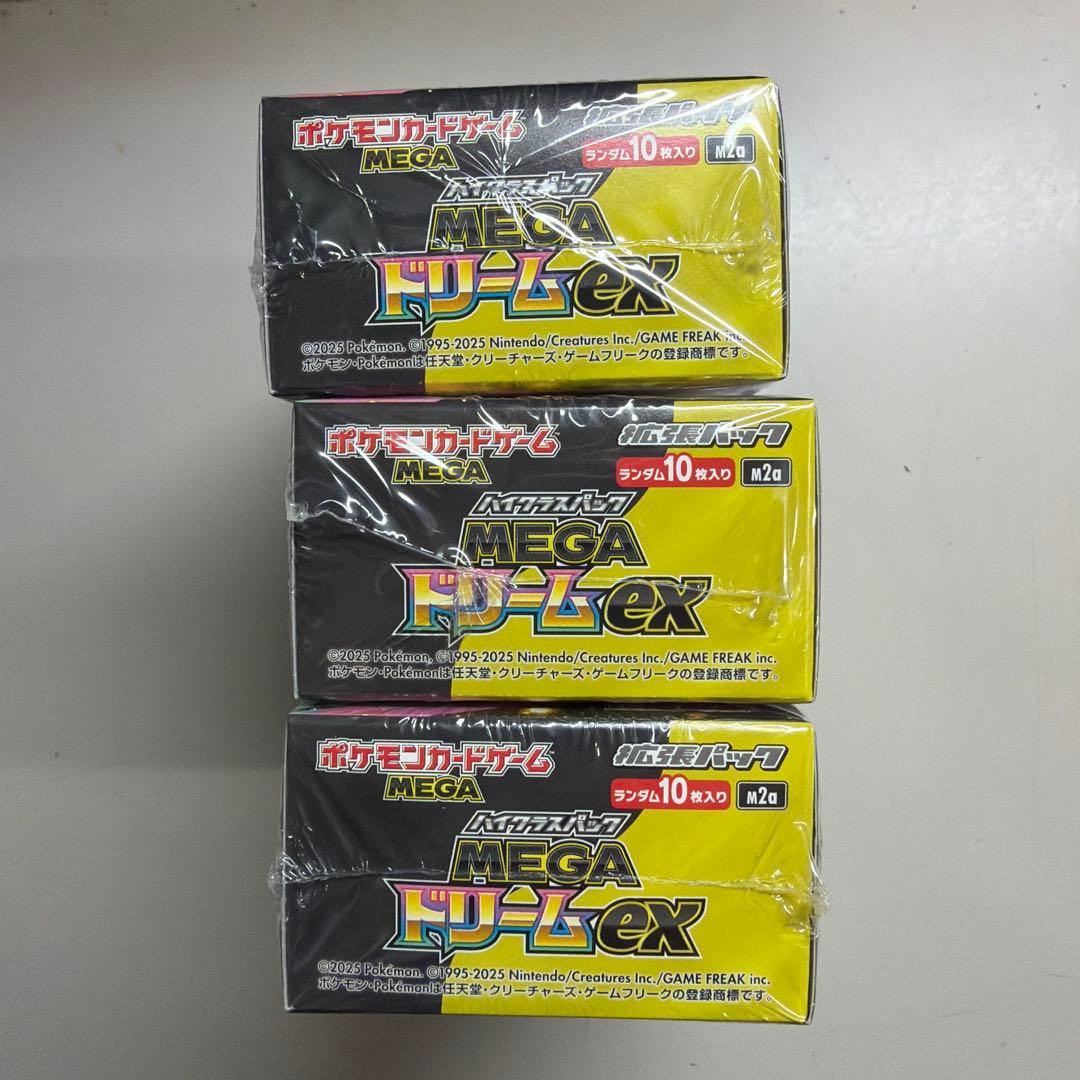 ポケモンカードゲーム
MEGA
拡張パック
ランダム10枚入り M2a
ハイクラスパック
MEGA
ドリームex
©2025 Pokémon. ©1995-2025 Nintendo/Creatures Inc./GAME FREAK inc.
ポケモン・Pokémonは任天堂・クリーチャーズ・ゲームフリークの登録商標です。
ポケモンカードゲーム
MEGA
拡張パック
ランダム10枚入り M2a
ハイクラスパック
MEGA
ドリームex
©2025 Pokémon. ©1995-2025 Nintendo/Creatures Inc./GAME FREAK inc.
ポケモン・Pokémonは任天堂・クリーチャーズ・ゲームフリークの登録商標です。
ポケモンカードゲーム
MEGA
拡張パック
ランダム10枚入り M2a
ハイクラスパック
MEGA
ドリームex
©2025 Pokémon. ©1995-2025 Nintendo/Creatures Inc./GAME FREAK inc.
ポケモン・Pokémonは任天堂・クリーチャーズ・ゲームフリークの登録商標です。